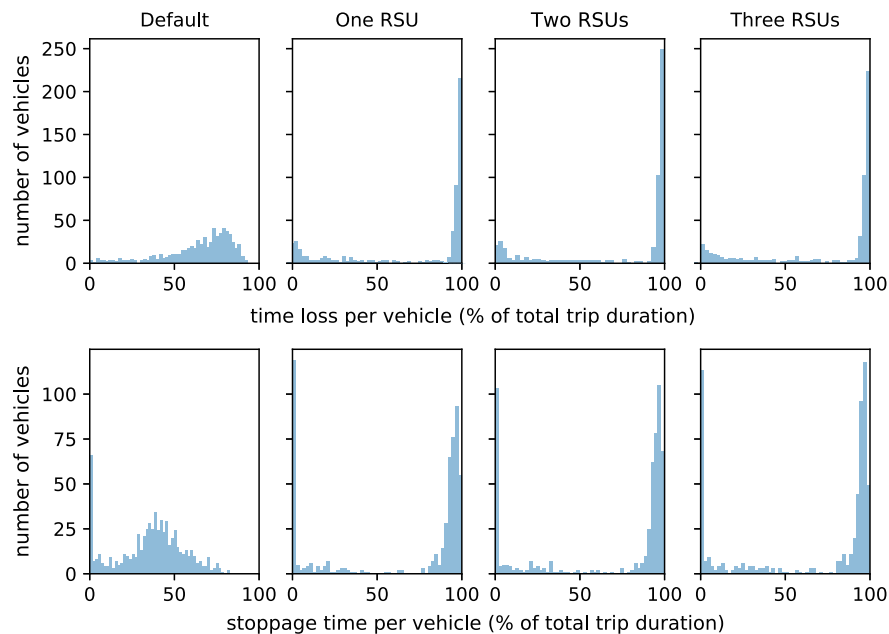 Default One RSU Two RSUs Three RSUs
250
200
150
100
50
0
number of vehicles
0 50 100 0 50 100 0 50 100 0 50 100
time loss per vehicle (% of total trip duration)
100
75
50
25
0
number of vehicles
0 50 100 0 50 100 0 50 100 0 50 100
stoppage time per vehicle (% of total trip duration)